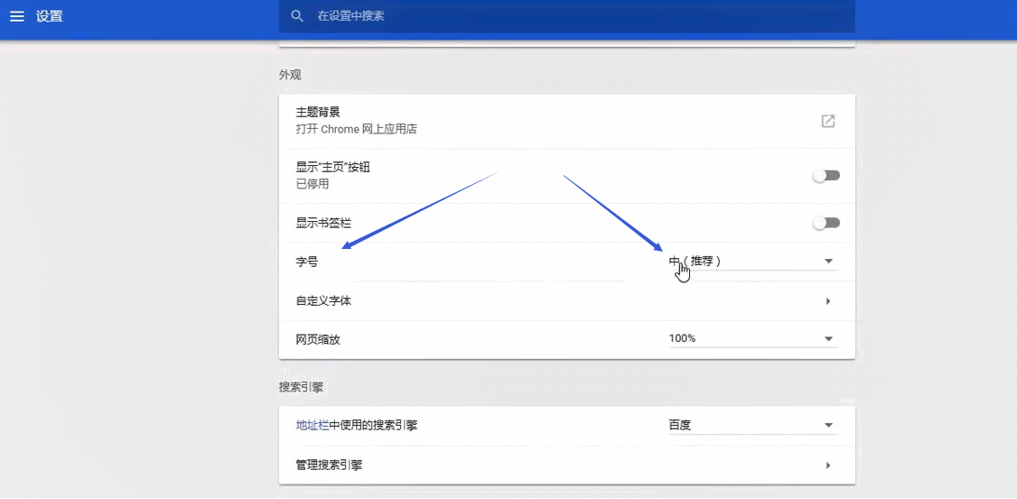 设置
在设置中搜索
外观
主题背景
打开 Chrome 网上应用店
显示“主页”按钮
已停用
显示书签栏
字号
中（推荐）
自定义字体
网页缩放
100%
搜索引擎
地址栏中使用的搜索引擎
百度
管理搜索引擎